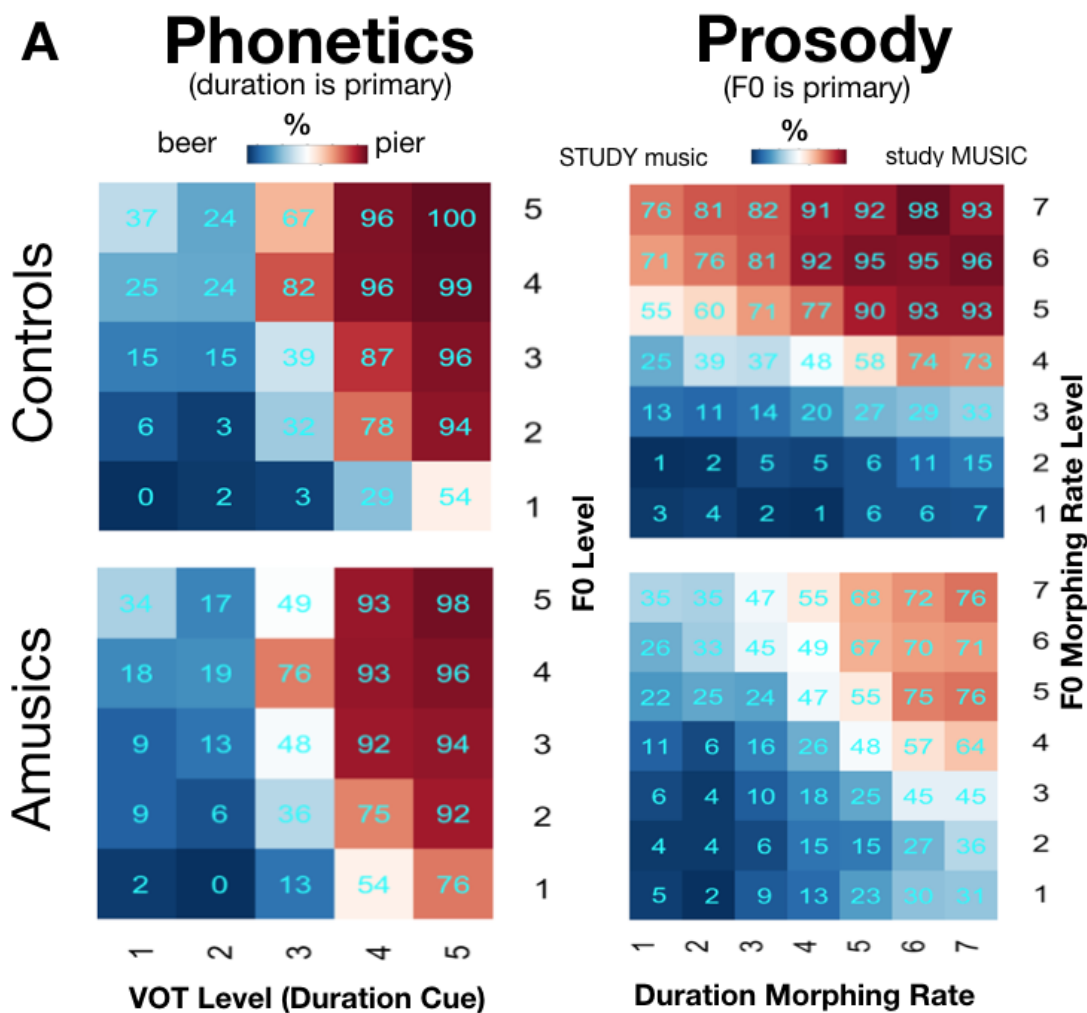 A
Phonetics
(duration is primary)
%
beer pier
Prosody
(F0 is primary)
%
STUDY music study MUSIC
Controls
37 24 67 96 100 5
25 24 82 96 99 4
15 15 39 87 96 3
6 3 32 78 94 2
0 2 3 29 54 1
76 81 82 91 92 98 93 7
71 76 81 92 95 95 96 6
55 60 71 77 90 93 93 5
25 39 37 48 58 74 73 4
13 11 14 20 27 29 33 3
1 2 5 5 6 11 15 2
3 4 2 1 6 6 7 1
Amusics
34 17 49 93 98 5
18 19 76 93 96 4
9 13 48 92 94 3
9 6 36 75 92 2
2 0 13 54 76 1
1 2 3 4 5
VOT Level (Duration Cue)
F0 Level
35 35 47 55 68 72 76 7
26 33 45 49 67 70 71 6
22 25 24 47 55 75 76 5
11 6 16 26 48 57 64 4
6 4 10 18 25 45 45 3
4 4 6 15 15 27 36 2
5 2 9 13 23 30 31 1
1 2 3 4 5 6 7
Duration Morphing Rate
F0 Morphing Rate Level